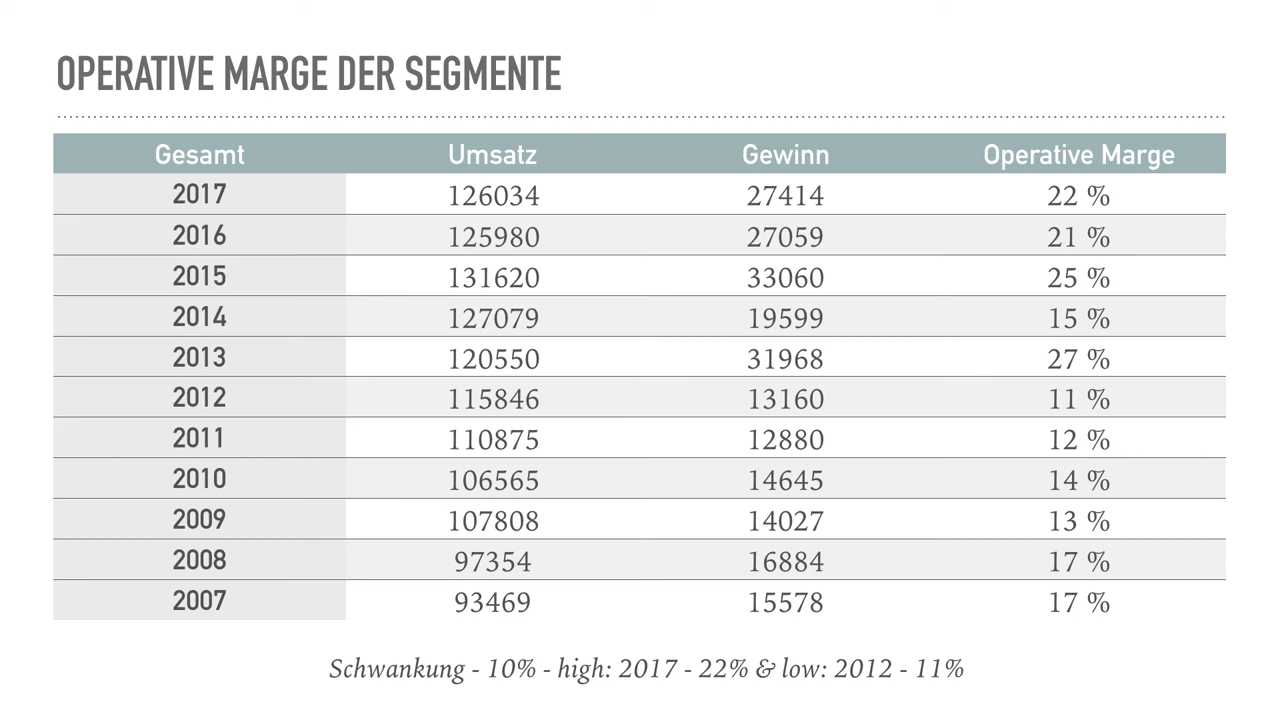 OPERATIVE MARGE DER SEGMENTE
Gesamt Umsatz Gewinn Operative Marge
2017 126034 27414 22 %
2016 125980 27059 21 %
2015 131620 33060 25 %
2014 127079 19599 15 %
2013 120550 31968 27 %
2012 115846 13160 11 %
2011 110875 12880 12 %
2010 106565 14645 14 %
2009 107808 14027 13 %
2008 97354 16884 17 %
2007 93469 15578 17 %
Schwankung - 10% - high: 2017 - 22% & low: 2012 - 11%